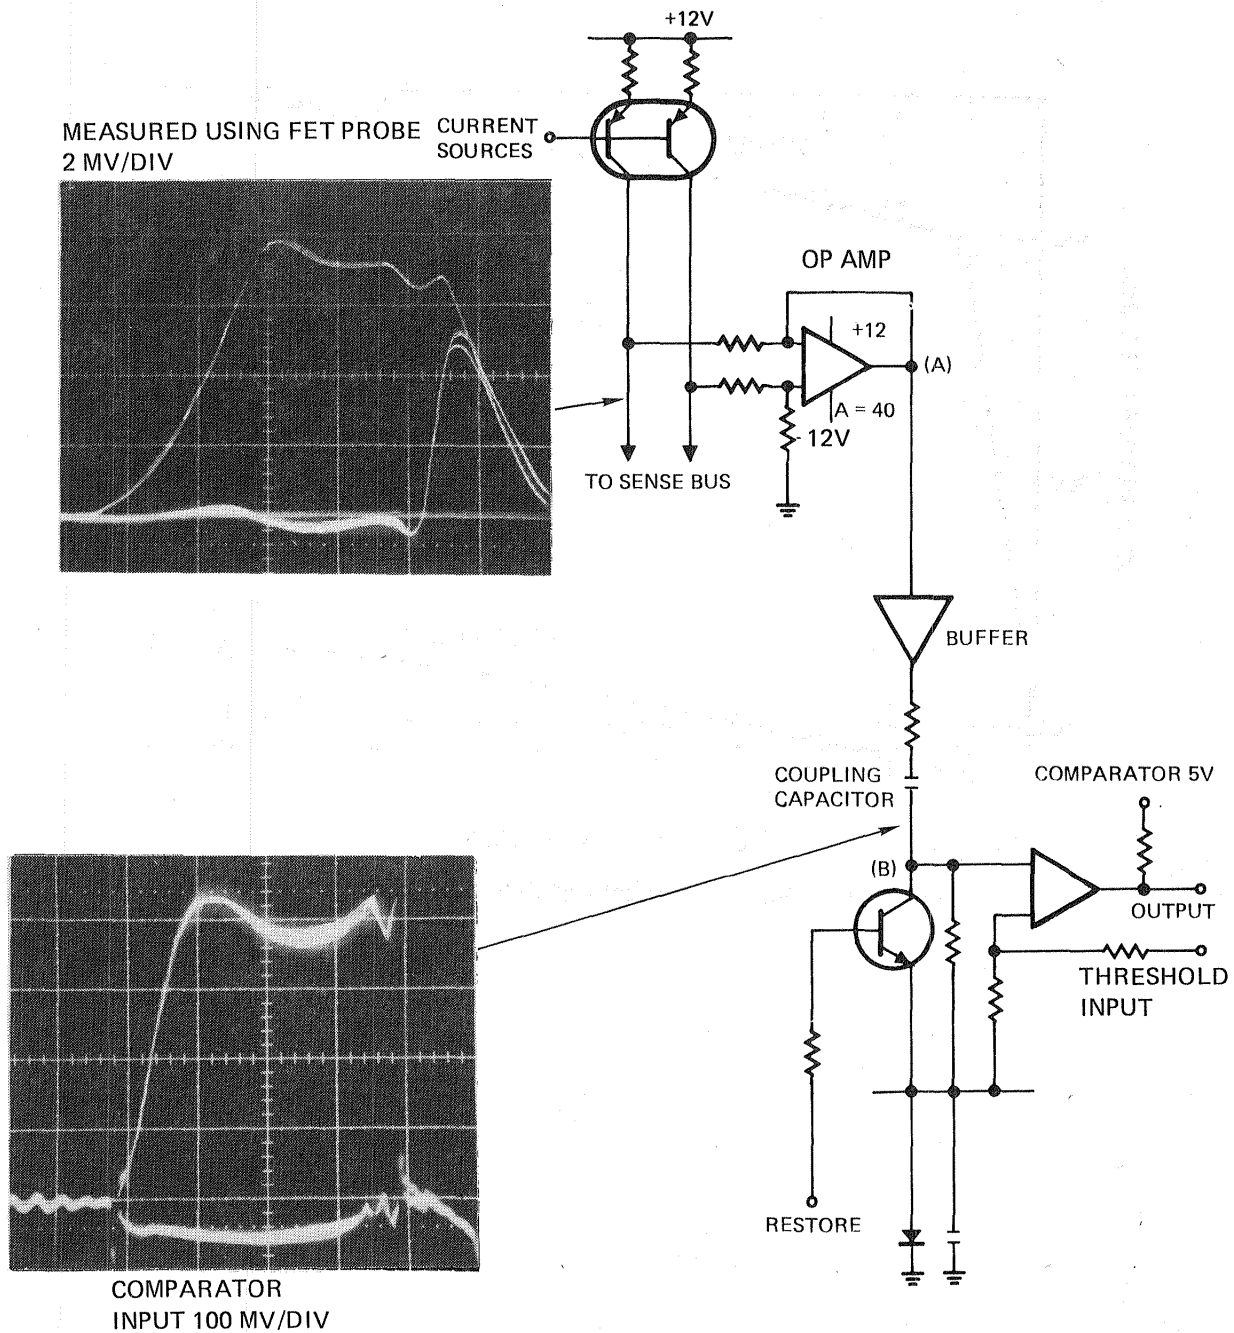 +12V
MEASURED USING FET PROBE
2 MV/DIV
CURRENT
SOURCES
OP AMP
+12
(A)
A = 40
- 12V
TO SENSE BUS
BUFFER
COUPLING
CAPACITOR
COMPARATOR 5V
(B)
OUTPUT
THRESHOLD
INPUT
RESTORE
COMPARATOR
INPUT 100 MV/DIV